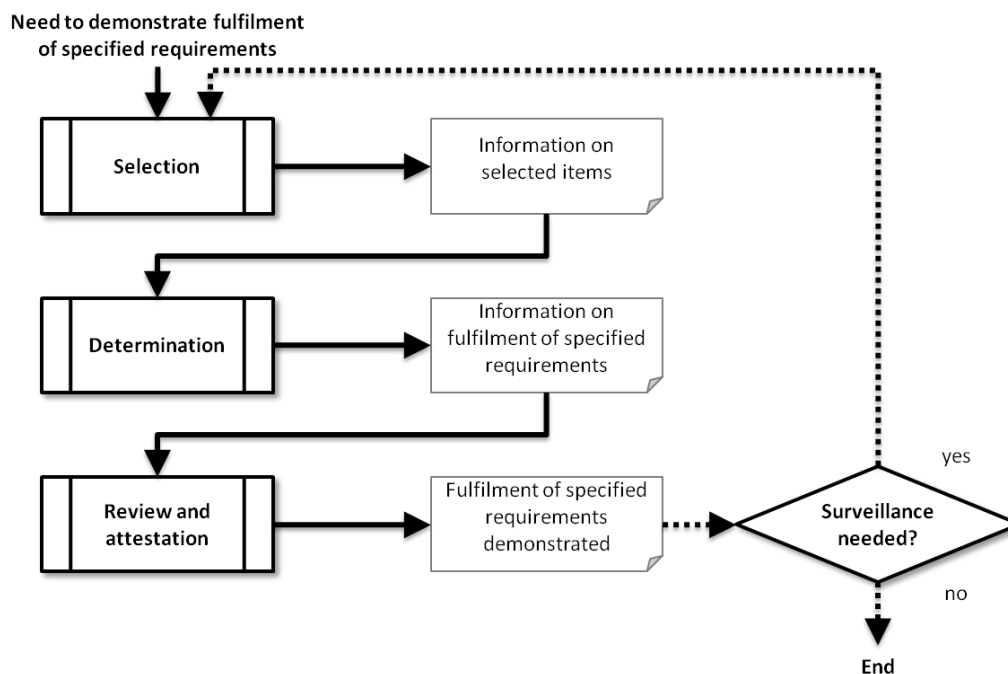 Need to demonstrate fulfilment
of specified requirements
Selection
Information on
selected items
Determination
Information on
fulfilment of specified
requirements
Review and
attestation
Fulfilment of specified
requirements
demonstrated
yes
Surveillance
needed?
no
End